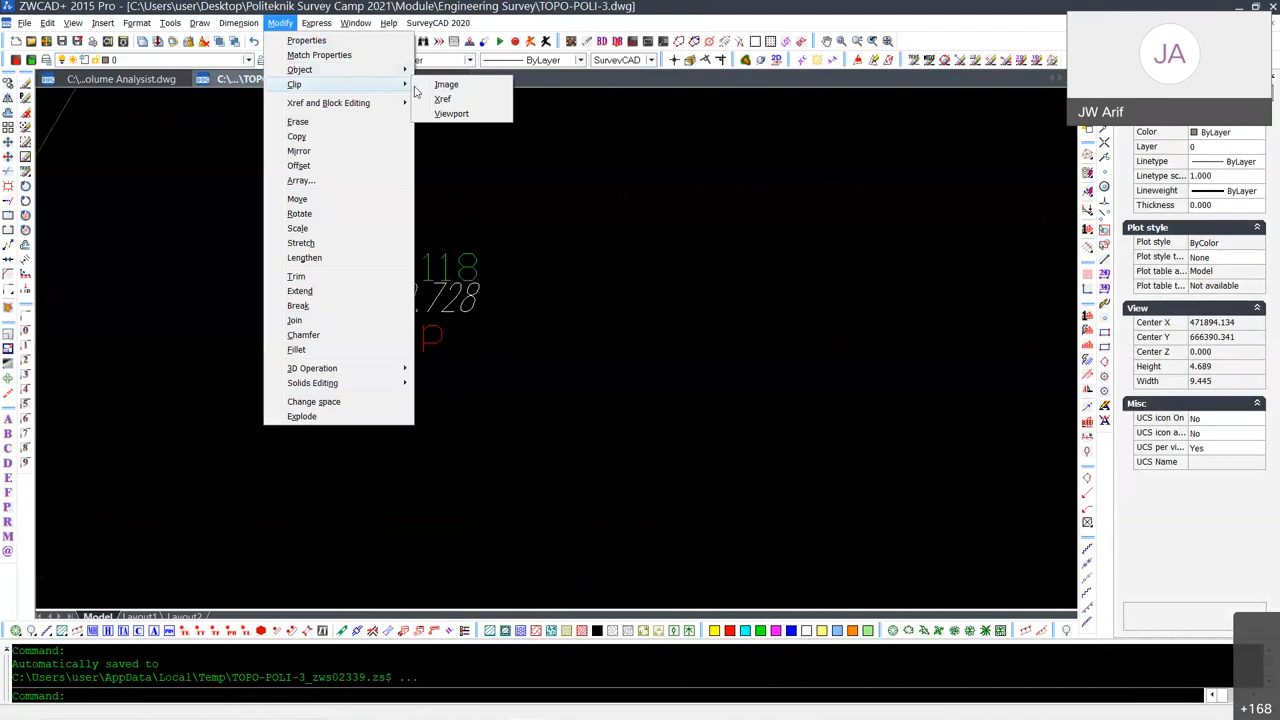 ZWCAD+ 2015 Pro - [C:\Users\user\Desktop\Politeknik Survey Camp 2021\Module\Engineering Survey\TOPO-POLI-3.dwg]
File Edit View Insert Format Tools Draw Dimension Modify Express Window Help SurveyCAD 2020
0
ByLayer SurveyCAD
C:\...olume Analysist.dwg C:\...\TOP
JA
JW Arif
Properties
Match Properties
Object
Clip
Xref and Block Editing
Erase
Copy
Mirror
Offset
Array...
Move
Rotate
Scale
Stretch
Lengthen
Trim
Extend
Break
Join
Chamfer
Fillet
3D Operation
Solids Editing
Change space
Explode
Image
Xref
Viewport
118
.728
P
Color ByLayer
Layer 0
Linetype ByLayer
Linetype sc... 1.000
Lineweight ByLayer
Thickness 0.000
Plot style
Plot style ByColor
Plot style t... None
Plot table a... Model
Plot table a... Not available
View
Center X 471894.134
Center Y 666390.341
Center Z 0.000
Height 4.689
Width 9.445
Misc
UCS icon On No
UCS icon a... No
UCS per vi... Yes
UCS Name
A
B
C
D
E
F
P
R
M
@
Model Layout1 Layout2
Command:
Automatically saved to
C:\Users\user\AppData\Local\Temp\TOPO-POLI-3_zws02339.zs$ ...
Command:
+168